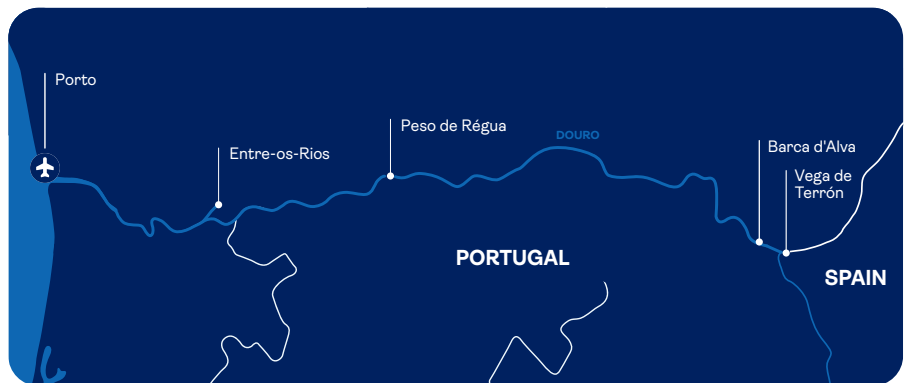 Porto
Entre-os-Rios
Peso de Régua
DOURO
Barca d'Alva
Vega de
Terrón
PORTUGAL
SPAIN